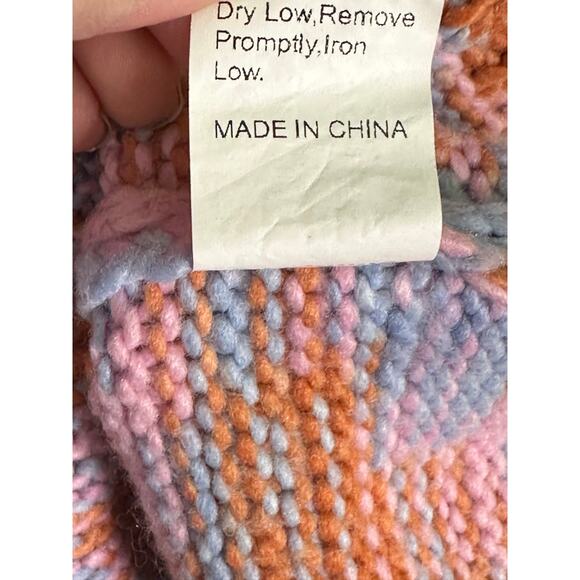 Dry Low,Remove
Promptly,Iron
Low.
MADE IN CHINA